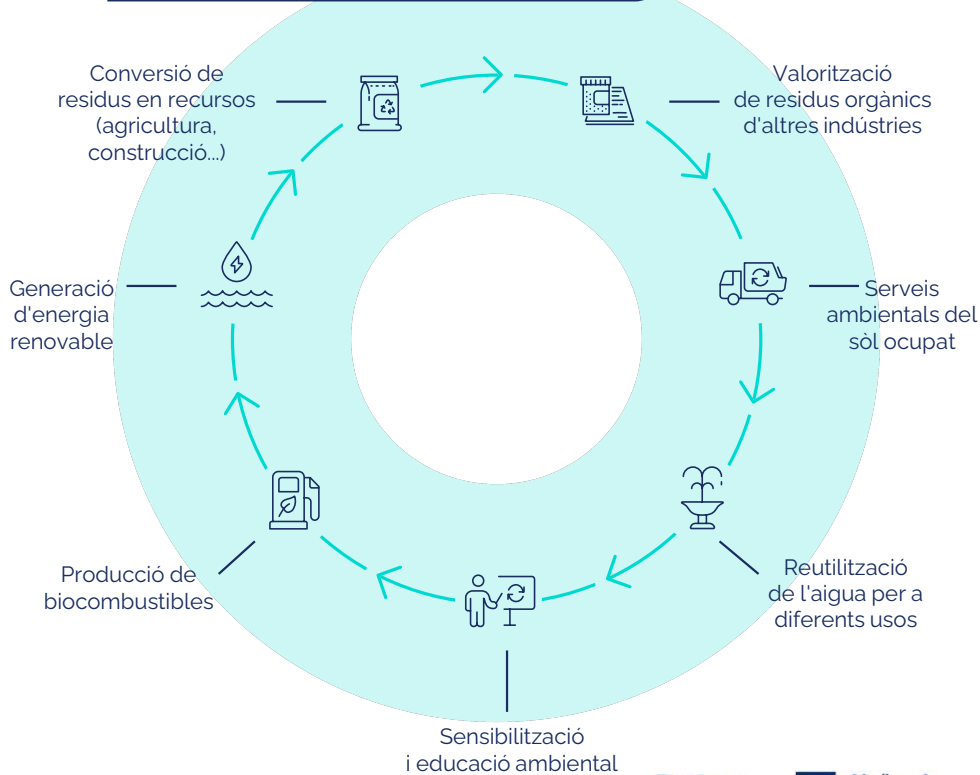 Conversió de
residus en recursos
(agricultura,
construcció...)
Valorització
de residus orgànics
d'altres indústries
Generació
d'energia
renovable
Serveis
ambientals del
sòl ocupat
Producció de
biocombustibles
Reutilització
de l'aigua per a
diferents usos
Sensibilització
i educació ambiental